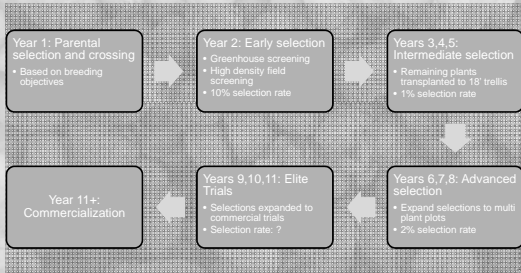 Year 1: Parental
selection and crossing
• Based on breeding
objectives
Year 2: Early selection
• Greenhouse screening
• High density field
screening
• 10% selection rate
Years 3,4,5:
Intermediate selection
• Remaining plants
transplanted to 18' trellis
• 1% selection rate
Years 6,7,8: Advanced
selection
• Expand selections to multi
plant plots
• 2% selection rate
Years 9,10,11: Elite
Trials
• Selections expanded to
commercial trials
• Selection rate: ?
Year 11+:
Commercialization